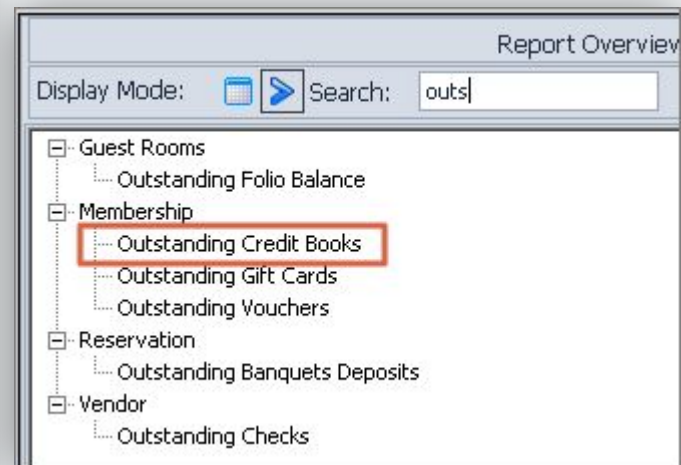 Report Overview
Display Mode: Search: outs
Guest Rooms
Outstanding Folio Balance
Membership
Outstanding Credit Books
Outstanding Gift Cards
Outstanding Vouchers
Reservation
Outstanding Banquets Deposits
Vendor
Outstanding Checks